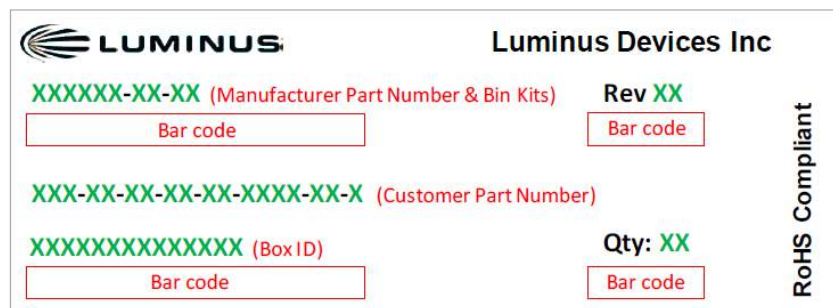 LUMINUS
Luminus Devices Inc
XXXXXX-XX-XX (Manufacturer Part Number & Bin Kits)
Rev XX
Bar code
Bar code
XXX-XX-XX-XX-XX-XXXX-XX-X (Customer Part Number)
XXXXXXXXXXXXXX (Box ID)
Qty: XX
Bar code
Bar code
RoHS Compliant